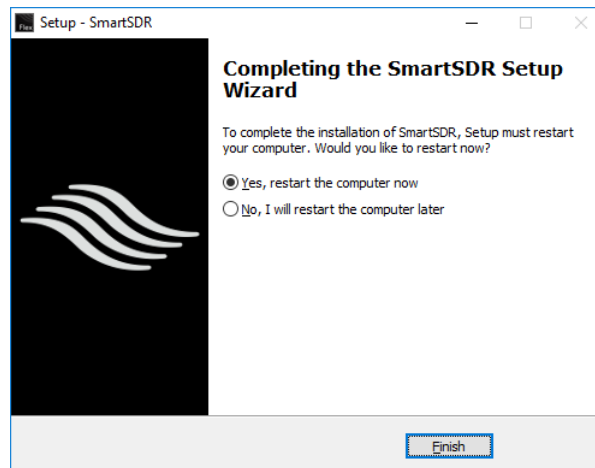 Flex
Setup - SmartSDR
Completing the SmartSDR Setup
Wizard
To complete the installation of SmartSDR, Setup must restart
your computer. Would you like to restart now?
Yes, restart the computer now
No, I will restart the computer later
Finish